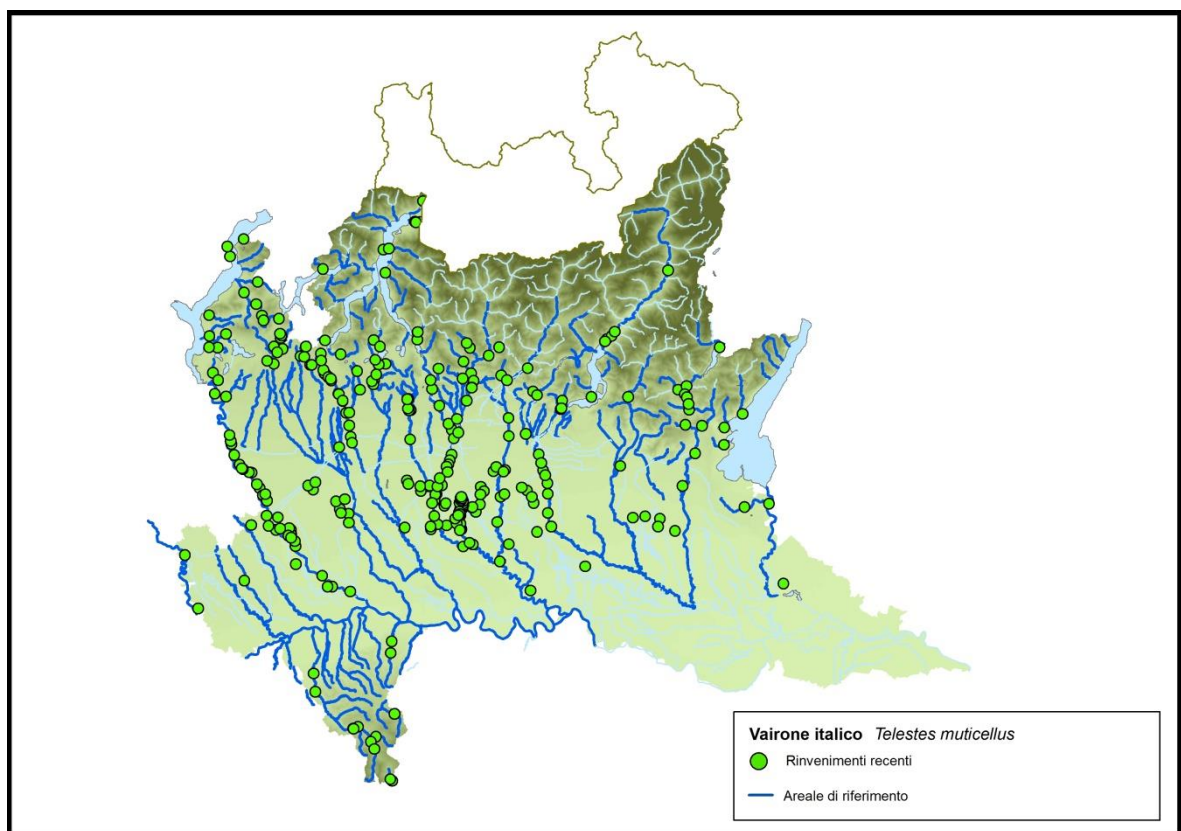 Vairone italico Telestes muticellus
Rinvenimenti recenti
Areale di riferimento